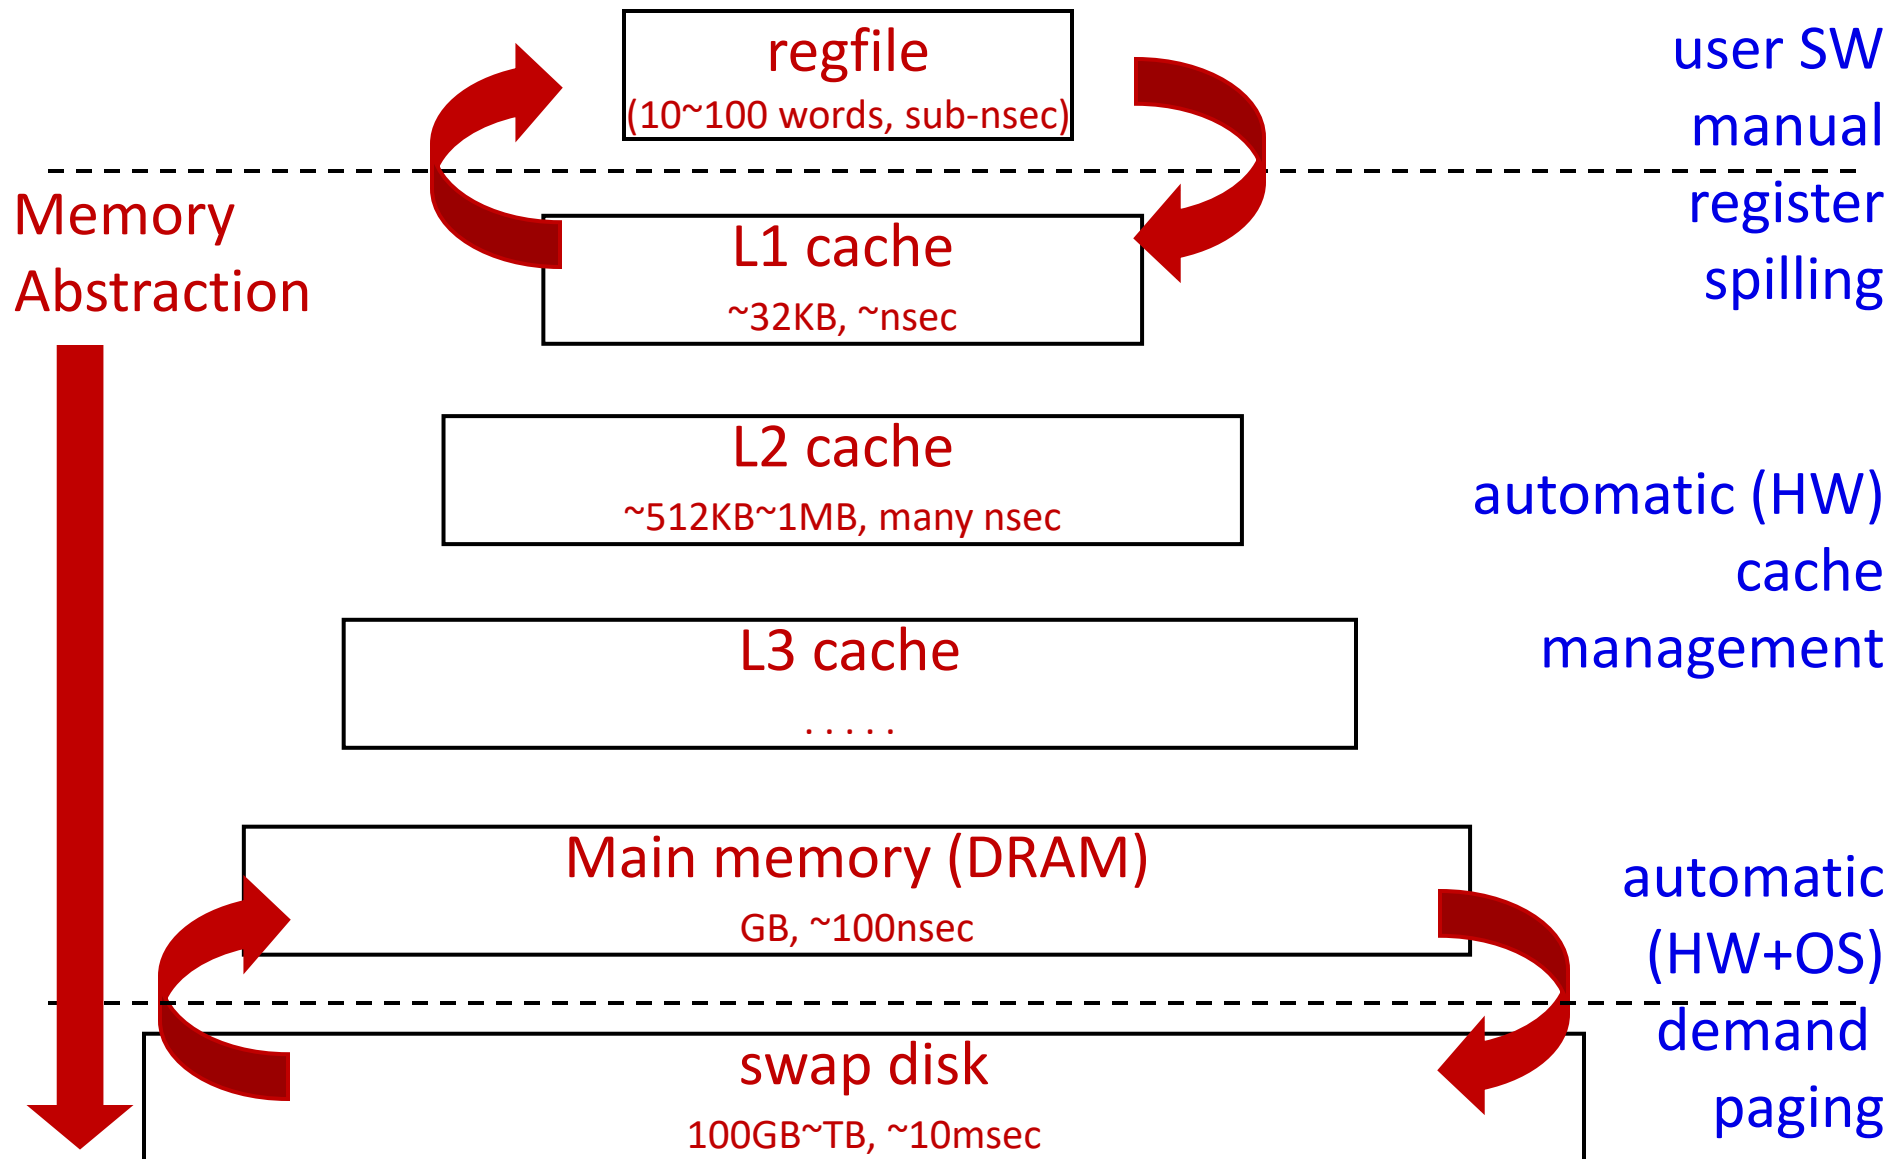 regfile
(10~100 words, sub-nsec)
user SW
manual
register
spilling
Memory
Abstraction
L1 cache
~32KB, ~nsec
L2 cache
~512KB~1MB, many nsec
automatic (HW)
cache
management
L3 cache
. . . . .
Main memory (DRAM)
GB, ~100nsec
automatic
(HW+OS)
demand
paging
swap disk
100GB~TB, ~10msec